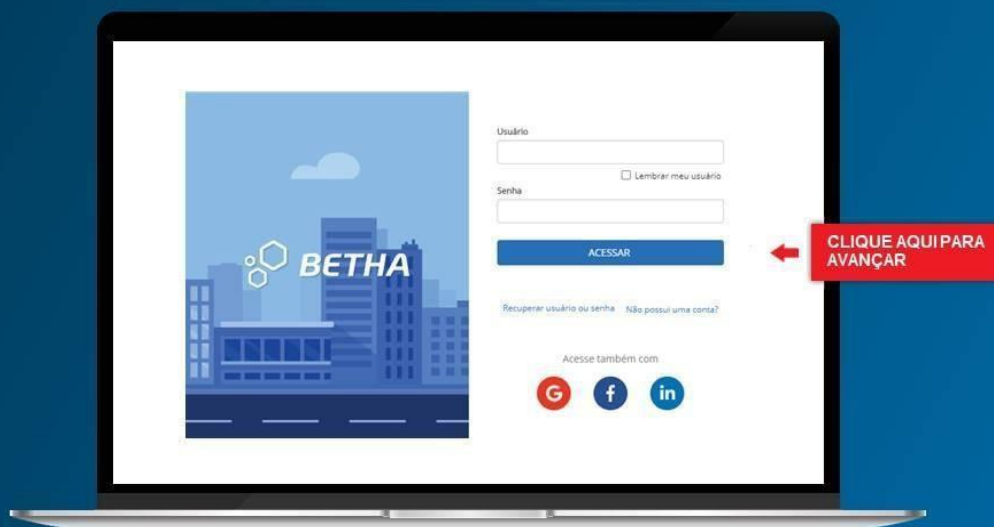 Usuário
Lembrar meu usuário
Senha
BETHA
ACESSAR
CLIQUE AQUI PARA
AVANÇAR
Recuperar usuário ou senha Não possui uma conta?
Acesse também com
G f in